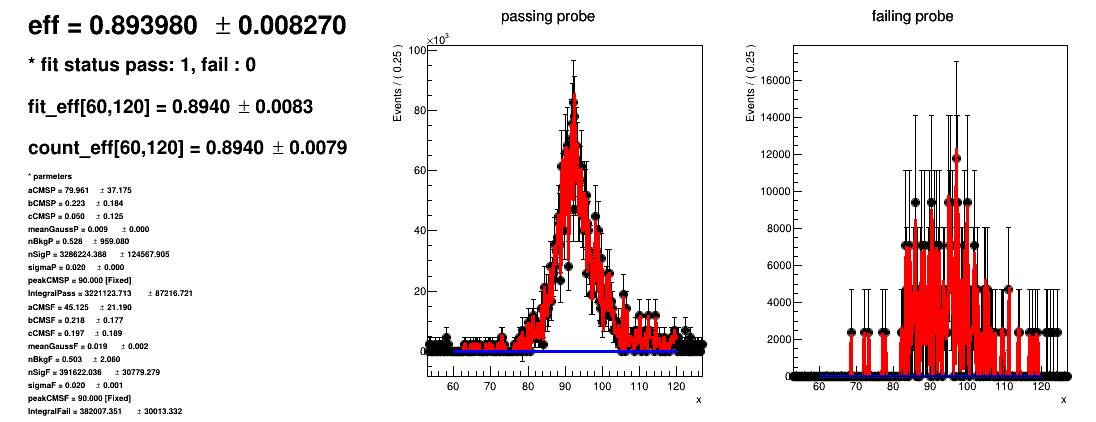 eff = 0.893980 ± 0.008270
* fit status pass: 1, fail : 0
fit_eff[60,120] = 0.8940 ± 0.0083
count_eff[60,120] = 0.8940 ± 0.0079
* parmeters
aCMSP = 79.961 ± 37.175
bCMSP = 0.223 ± 0.184
cCMSP = 0.050 ± 0.125
meanGaussP = 0.009 ± 0.000
nBkgP = 0.528 ± 959.080
nSigP = 3286224.388 ± 124567.905
sigmaP = 0.020 ± 0.000
peakCMSP = 90.000 [Fixed]
IntegralPass = 3221123.713 ± 87216.721
aCMSF = 45.125 ± 21.190
bCMSF = 0.218 ± 0.177
cCMSF = 0.197 ± 0.189
meanGaussF = 0.019 ± 0.002
nBkgF = 0.503 ± 2.060
nSigF = 391622.036 ± 30779.279
sigmaF = 0.020 ± 0.001
peakCMSF = 90.000 [Fixed]
IntegralFail = 382007.351 ± 30013.332
passing probe
×10³
Events / ( 0.25 )
100
80
60
40
20
0
60 70 80 90 100 110 120
x
failing probe
Events / ( 0.25 )
16000
14000
12000
10000
8000
6000
4000
2000
0
60 70 80 90 100 110 120
x